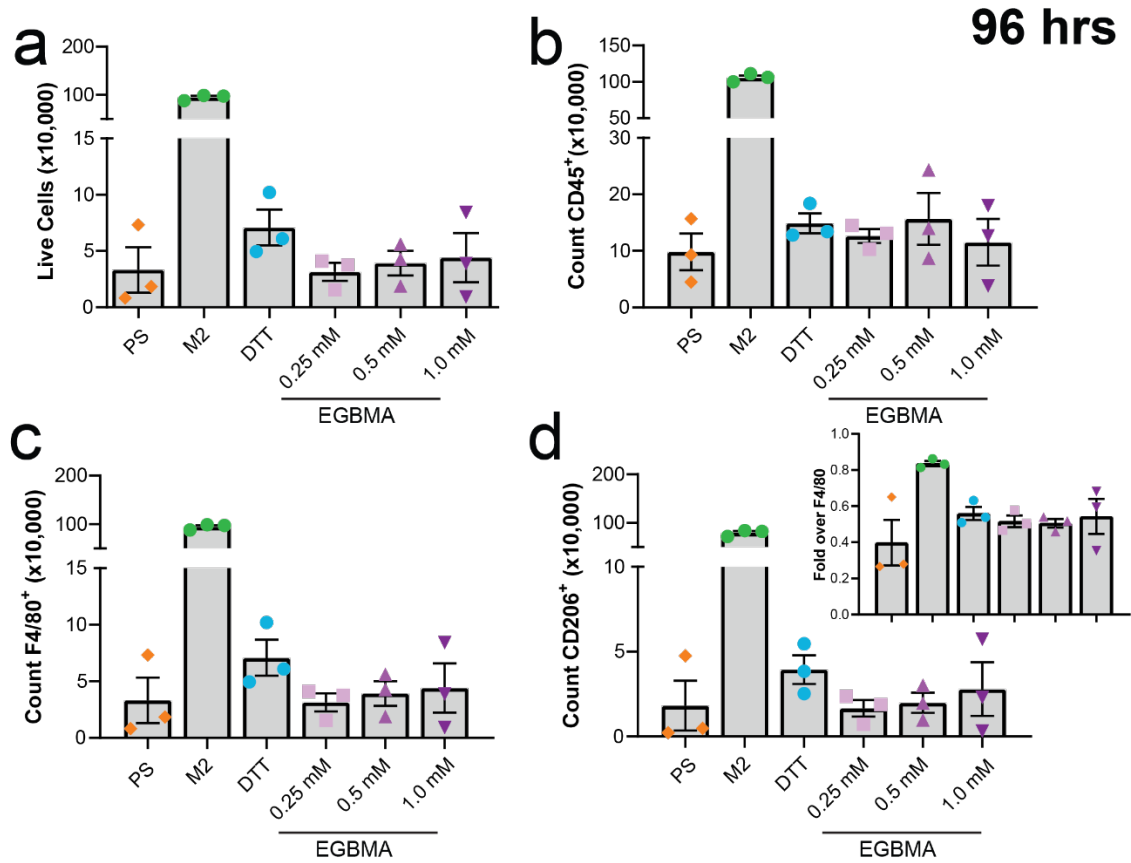 96 hrs
a
Live Cells (x10,000)
200
100
15
10
5
0
PS
M2
DTT
0.25 mM
0.5 mM
1.0 mM
EGBMA
b
Count CD45⁺(x10,000)
150
100
50
30
20
10
0
PS
M2
DTT
0.25 mM
0.5 mM
1.0 mM
EGBMA
c
Count F4/80⁺ (x10,000)
200
100
15
10
5
0
PS
M2
DTT
0.25 mM
0.5 mM
1.0 mM
EGBMA
d
Count CD206⁺ (x10,000)
200
100
10
5
0
PS
M2
DTT
0.25 mM
0.5 mM
1.0 mM
EGBMA
Fold over F4/80
1.0
0.8
0.6
0.4
0.2
0.0